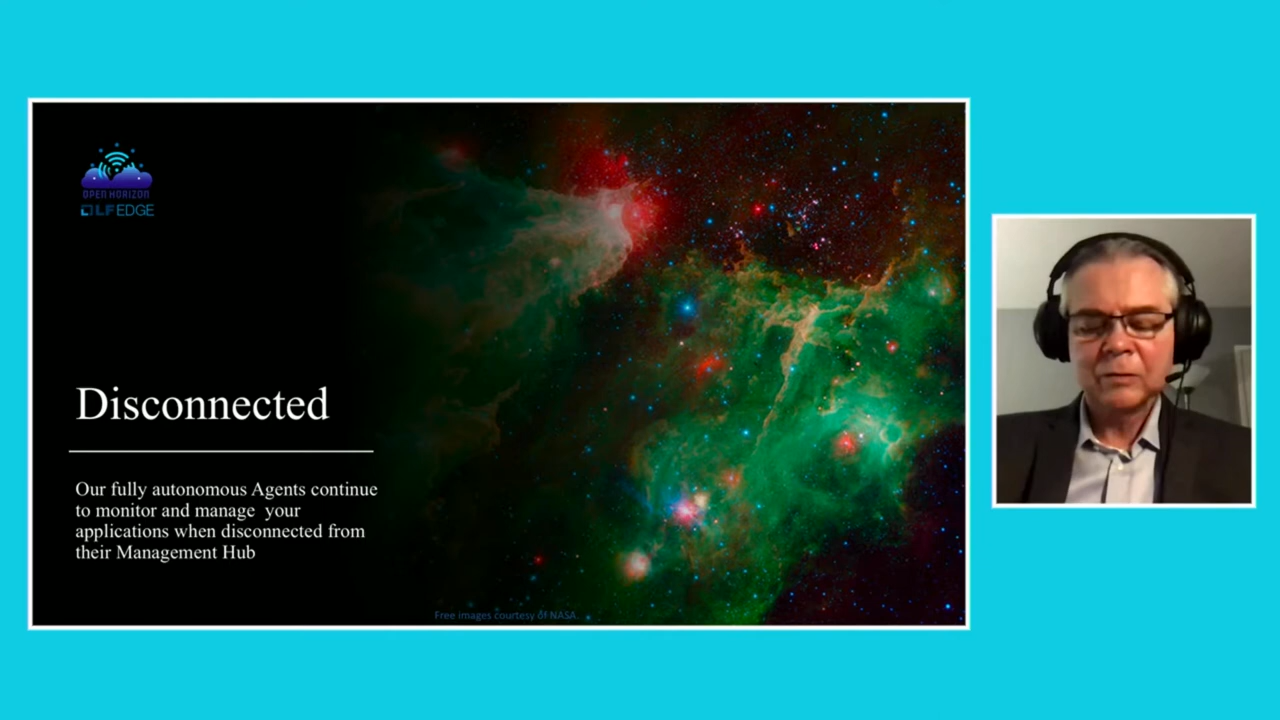 OPEN HORIZON
LF EDGE
Disconnected
Our fully autonomous Agents continue
to monitor and manage  your
applications when disconnected from
their Management Hub
Free images courtesy of NASA.